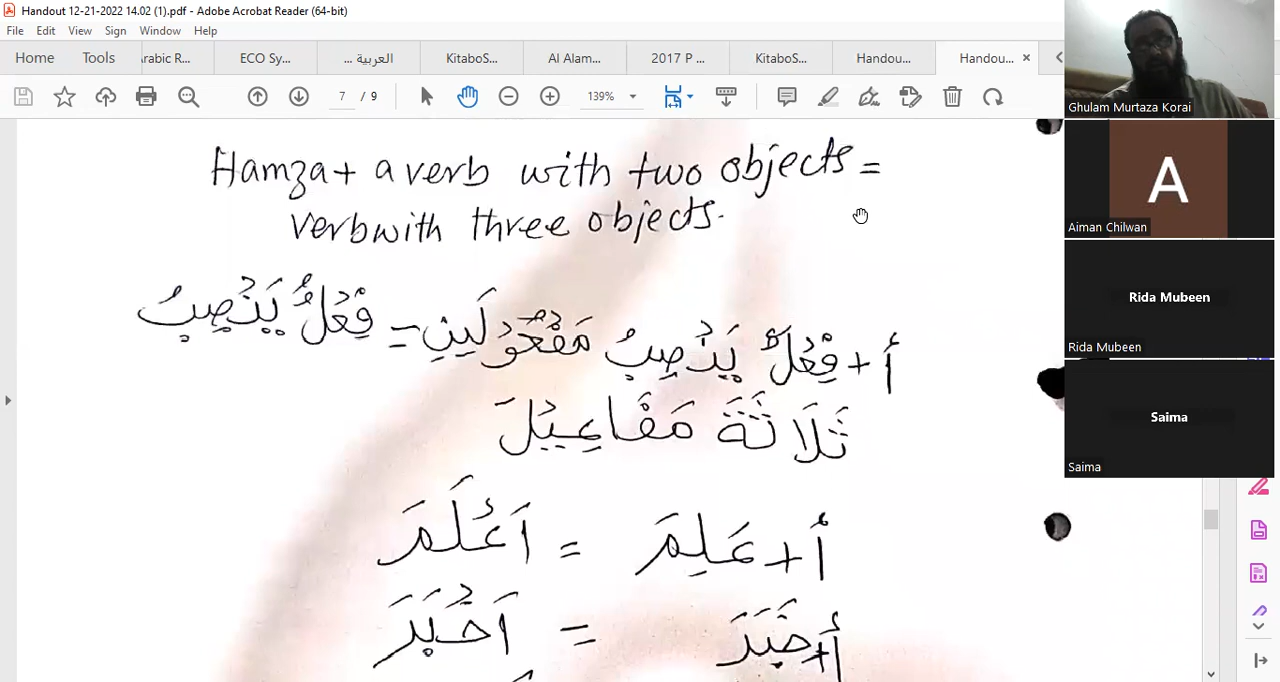 Handout 12-21-2022 14.02 (1).pdf - Adobe Acrobat Reader (64-bit)
File Edit View Sign Window Help
Home Tools Arabic R... ECO Sy... العربية ... KitaboS... Al Alam... 2017 P ... KitaboS... Handou... Handou... ×
7 / 9 139%
Hamza + a verb with two objects =
verb with three objects.
أ + فِعْلٌ يَنْصِبُ مَفْعُوْلَيْنِ = فِعْلٌ يَنْصِبُ
ثَلَاثَةَ مَفَاعِيْلَ
أ + عَلِمَ = اَعْلَمَ
أ + خَبَرَ = اَخْبَرَ
Ghulam Murtaza Korai
A
Aiman Chilwan
Rida Mubeen
Rida Mubeen
Saima
Saima